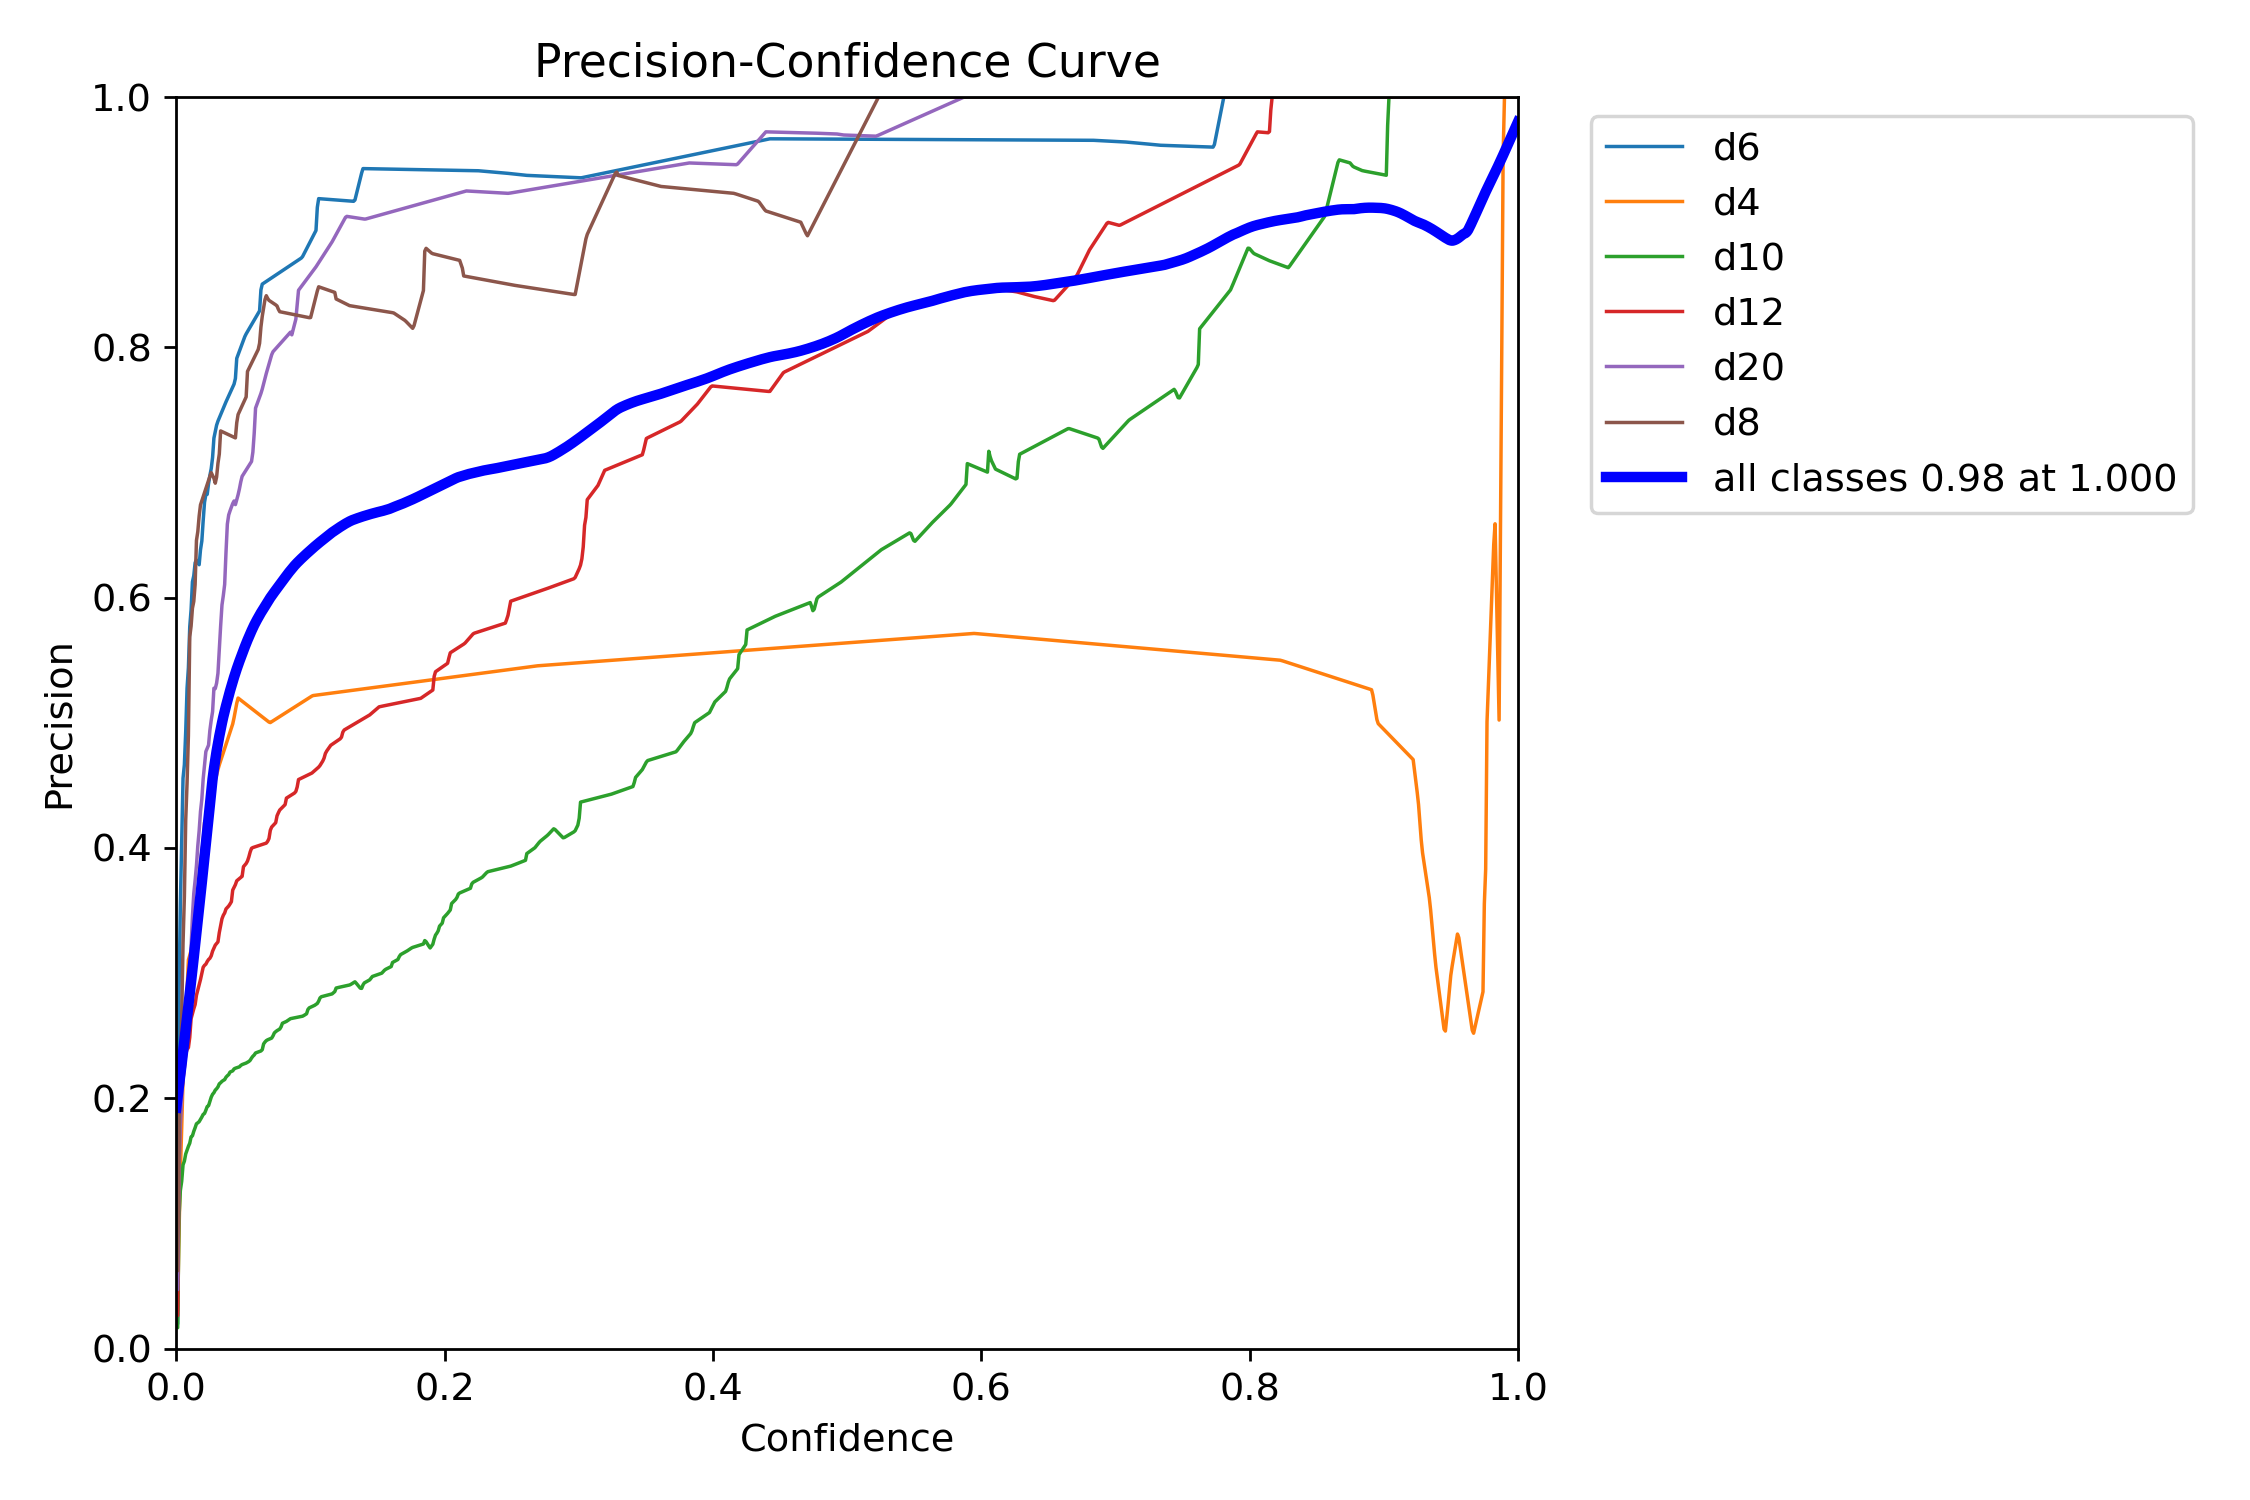 Precision-Confidence Curve
1.0
0.8
0.6
0.4
0.2
0.0
Precision
0.0 0.2 0.4 0.6 0.8 1.0
Confidence
d6
d4
d10
d12
d20
d8
all classes 0.98 at 1.000